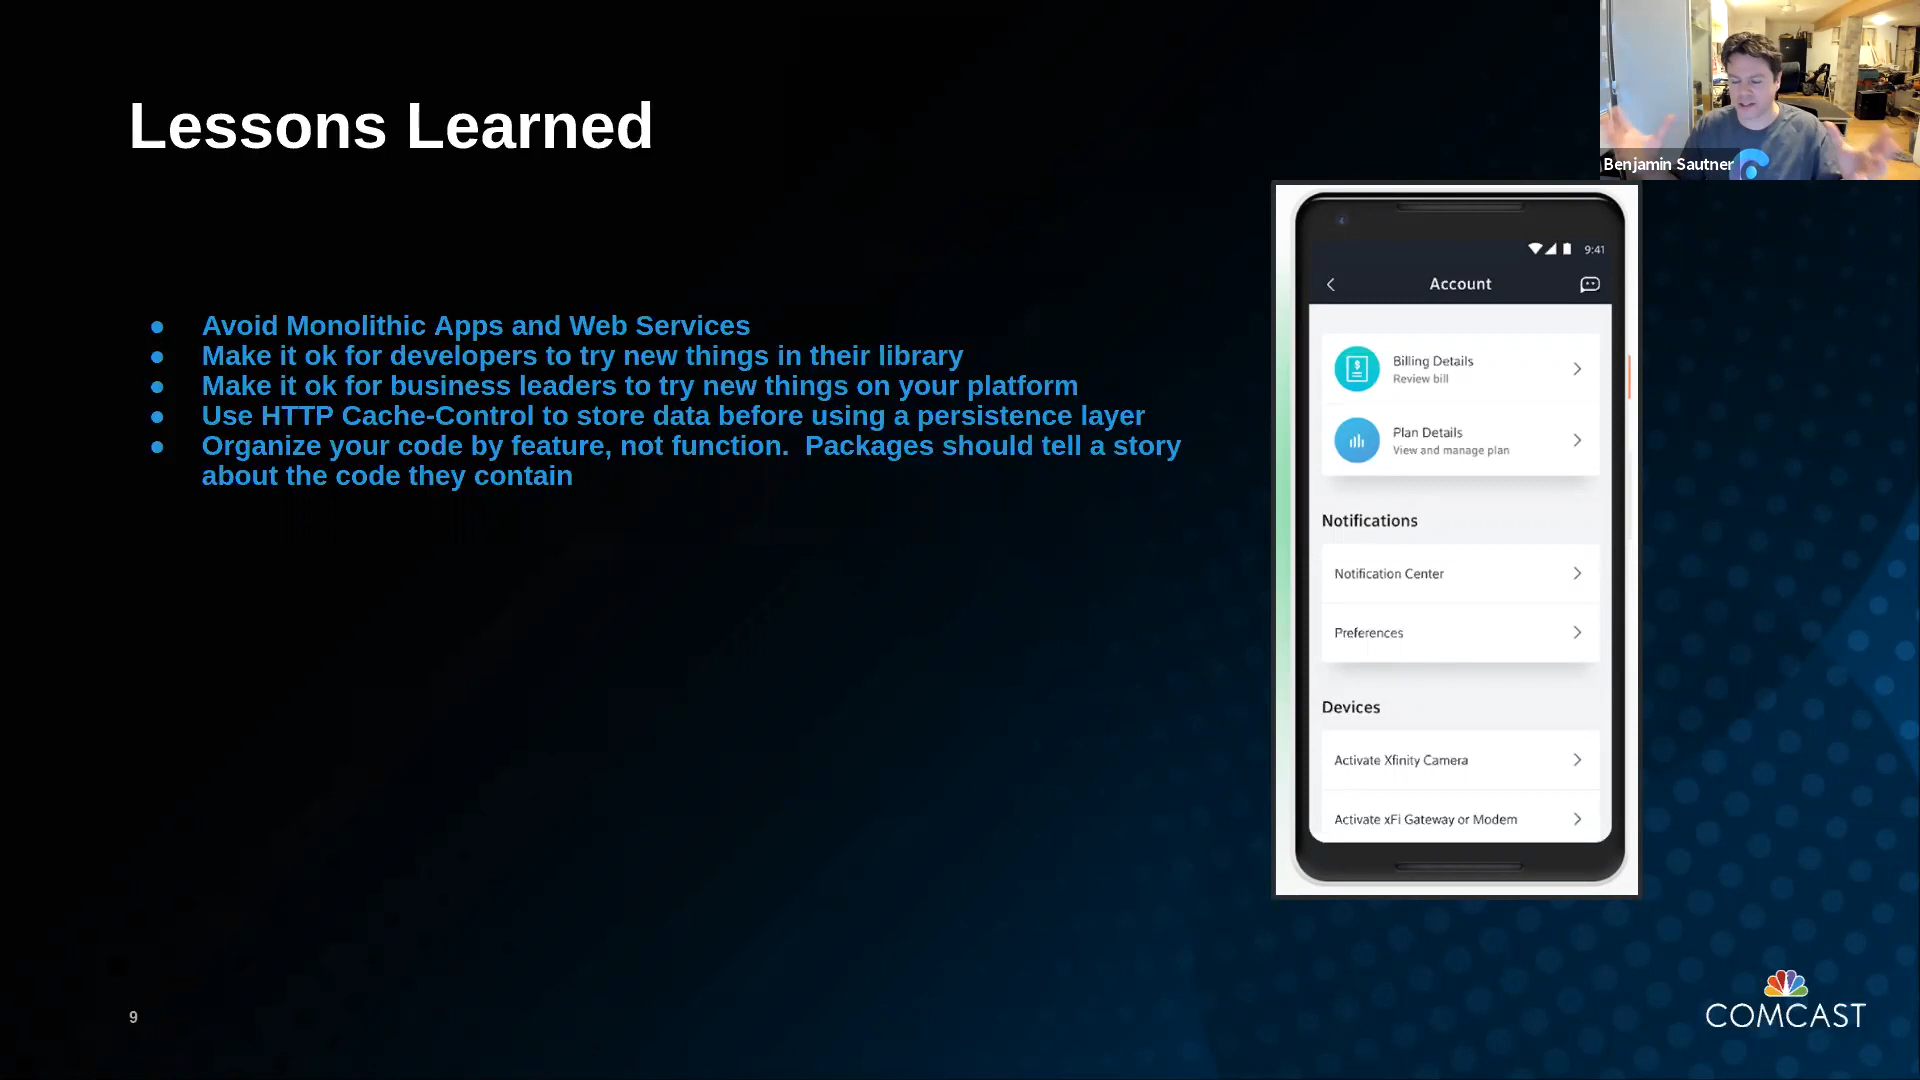 Lessons Learned
Benjamin Sautner
● Avoid Monolithic Apps and Web Services
● Make it ok for developers to try new things in their library
● Make it ok for business leaders to try new things on your platform
● Use HTTP Cache-Control to store data before using a persistence layer
● Organize your code by feature, not function.  Packages should tell a story
about the code they contain
9:41
Account
Billing Details
Review bill
Plan Details
View and manage plan
Notifications
Notification Center
Preferences
Devices
Activate Xfinity Camera
Activate xFi Gateway or Modem
9
COMCAST